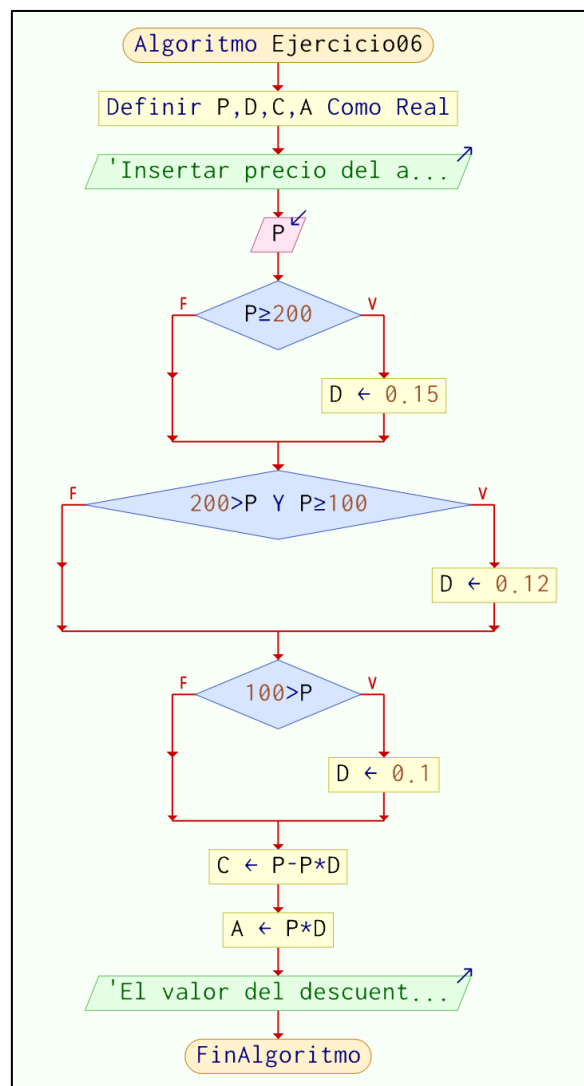 Algoritmo Ejercicio06
Definir P,D,C,A Como Real
'Insertar precio del a...
P
P≥200
F
V
D ← 0.15
200>P Y P≥100
F
V
D ← 0.12
100>P
F
V
D ← 0.1
C ← P-P*D
A ← P*D
'El valor del descuent...
FinAlgoritmo